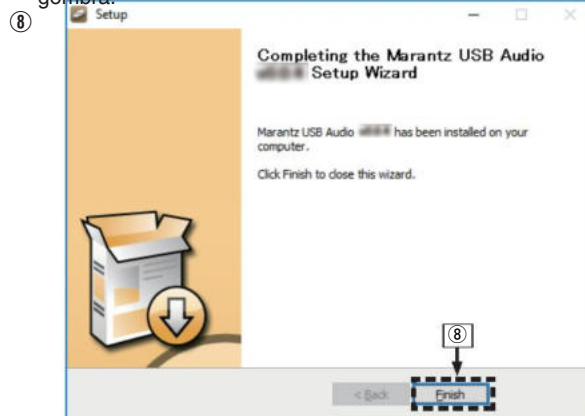 gombra.
⑧
Setup
Completing the Marantz USB Audio
Setup Wizard
Marantz USB Audio has been installed on your
computer.
Click Finish to close this wizard.
⑧
< Back Finish